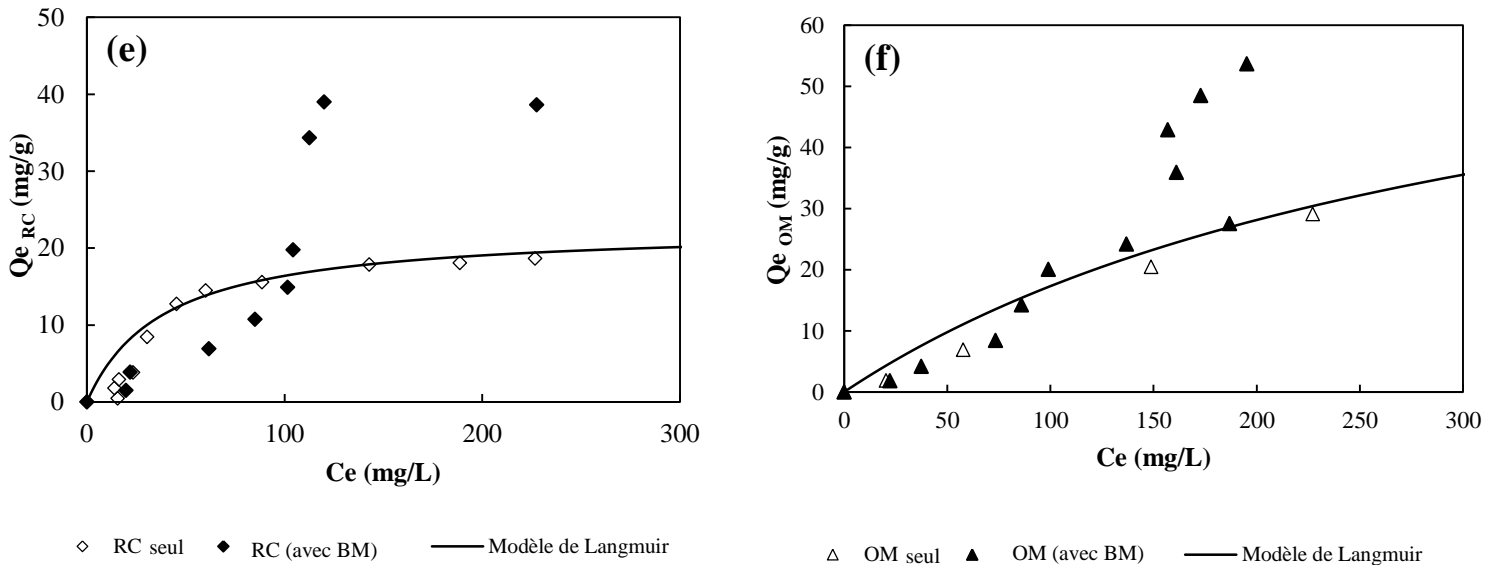 (e)
50
40
30
20
10
0
Qe RC (mg/g)
0 100 200 300
Ce (mg/L)
RC seul RC (avec BM) Modèle de Langmuir
(f)
60
50
40
30
20
10
0
Qe OM (mg/g)
0 50 100 150 200 250 300
Ce (mg/L)
OM seul OM (avec BM) Modèle de Langmuir